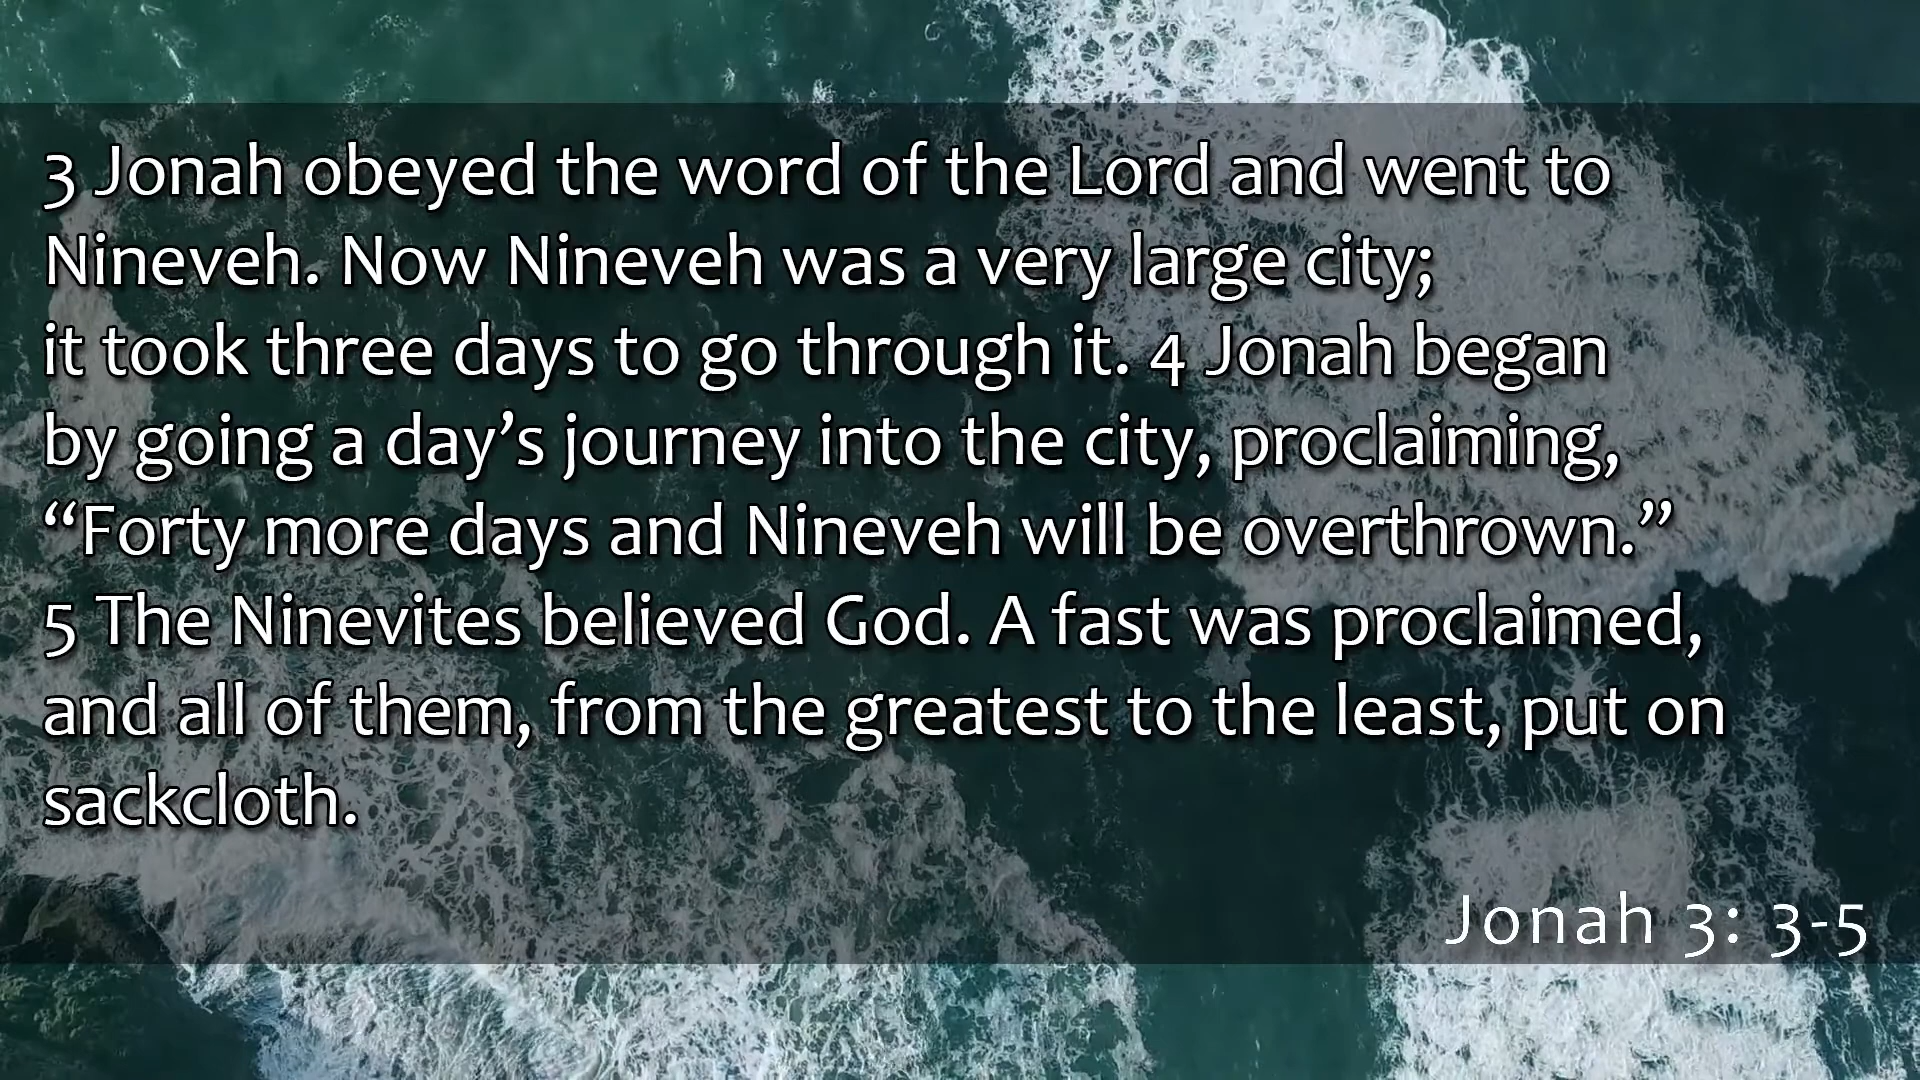 3 Jonah obeyed the word of the Lord and went to
Nineveh. Now Nineveh was a very large city;
it took three days to go through it. 4 Jonah began
by going a day’s journey into the city, proclaiming,
“Forty more days and Nineveh will be overthrown.”
5 The Ninevites believed God. A fast was proclaimed,
and all of them, from the greatest to the least, put on
sackcloth.
Jonah 3: 3-5